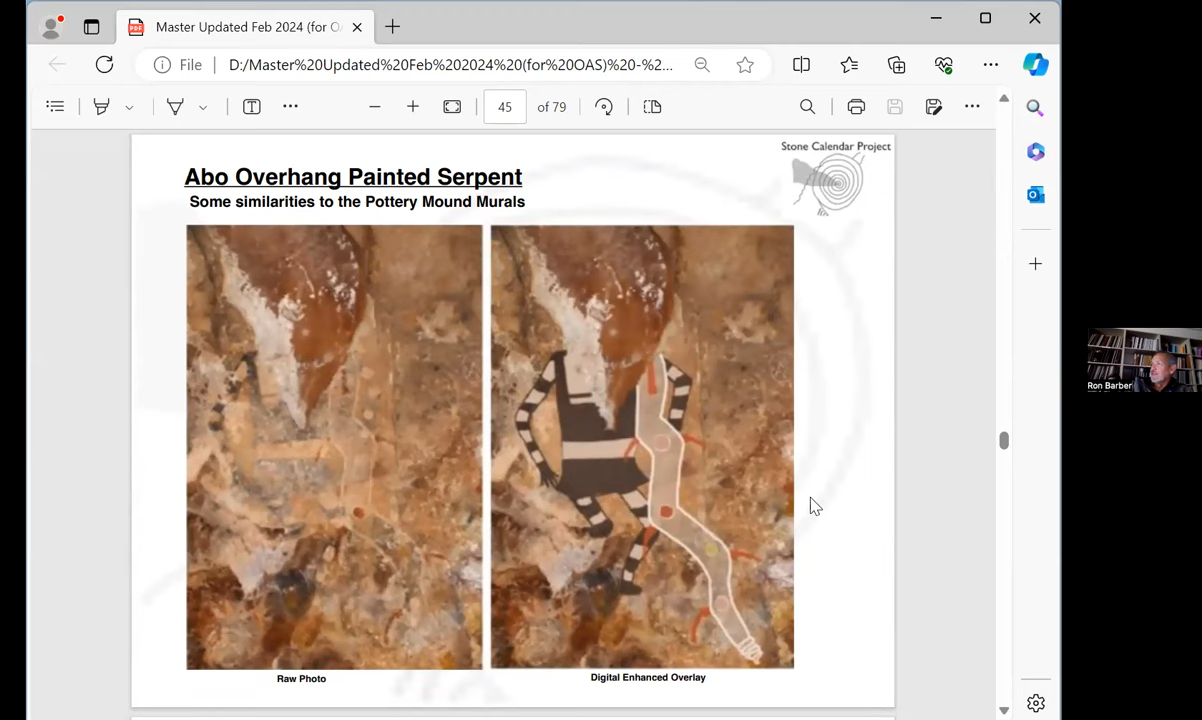 Master Updated Feb 2024 (for O
File
D:/Master%20Updated%20Feb%202024%20(for%20OAS)%20-%2...
45 of 79
Stone Calendar Project
Abo Overhang Painted Serpent
Some similarities to the Pottery Mound Murals
Ron Barber
Raw Photo
Digital Enhanced Overlay